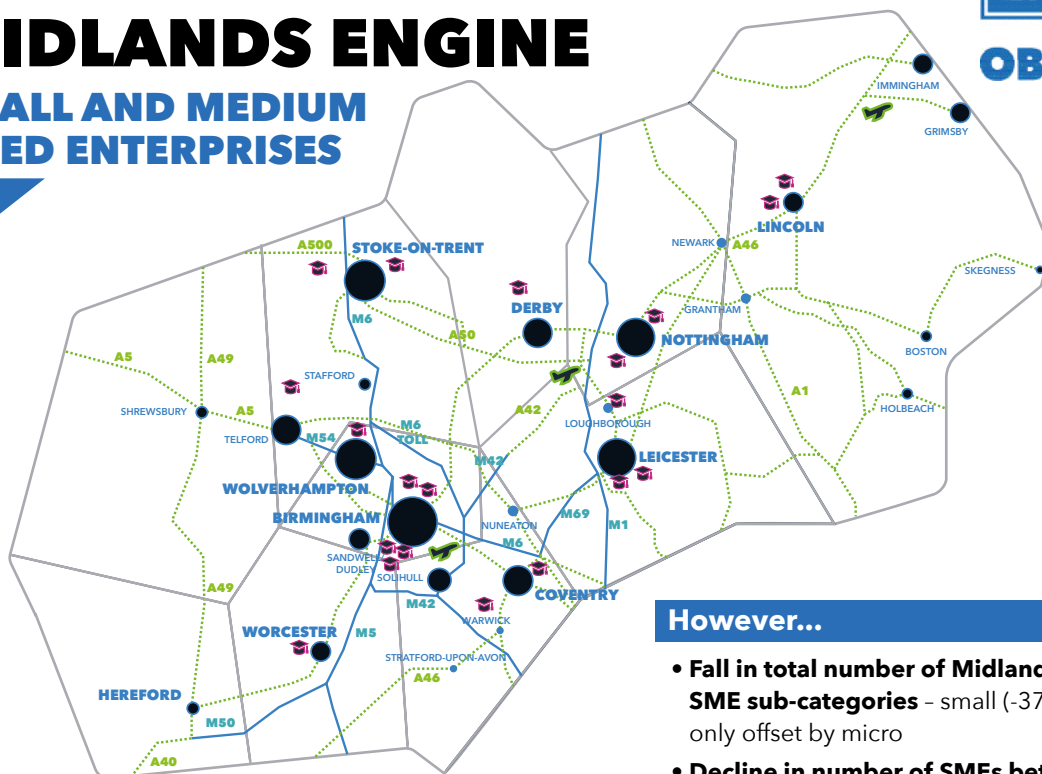 IDLANDS ENGINE
ALL AND MEDIUM
ED ENTERPRISES
OB
IMMINGHAM
GRIMSBY
LINCOLN
NEWARK
A46
SKEGNESS
A500
STOKE-ON-TRENT
DERBY
GRANTHAM
M6
A50
NOTTINGHAM
BOSTON
A5
A49
STAFFORD
A1
SHREWSBURY
A5
A42
HOLBEACH
LOUGHBOROUGH
TELFORD
M54
M6
TOLL
M42
LEICESTER
WOLVERHAMPTON
BIRMINGHAM
NUNEATON
M69
M1
M6
SANDWELL
DUDLEY
SOLIHULL
A49
M42
COVENTRY
WARWICK
WORCESTER
M5
STRATFORD-UPON-AVON
A46
HEREFORD
M50
A40
However...
• Fall in total number of Midland
SME sub-categories – small (-37
only offset by micro
• Decline in number of SMEs bet